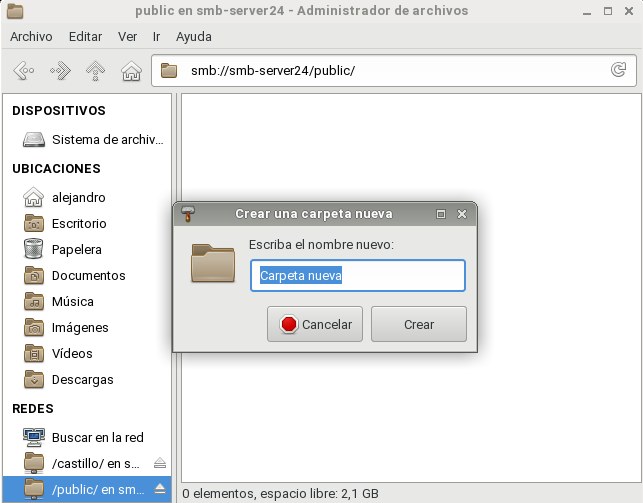 public en smb-server24 - Administrador de archivos
Archivo Editar Ver Ir Ayuda
smb://smb-server24/public/
DISPOSITIVOS
Sistema de archiv...
UBICACIONES
alejandro
Escritorio
Papelera
Documentos
Música
Imágenes
Vídeos
Descargas
REDES
Buscar en la red
/castillo/ en s...
/public/ en sm...
Crear una carpeta nueva
Escriba el nombre nuevo:
Carpeta nueva
Cancelar Crear
0 elementos, espacio libre: 2,1 GB